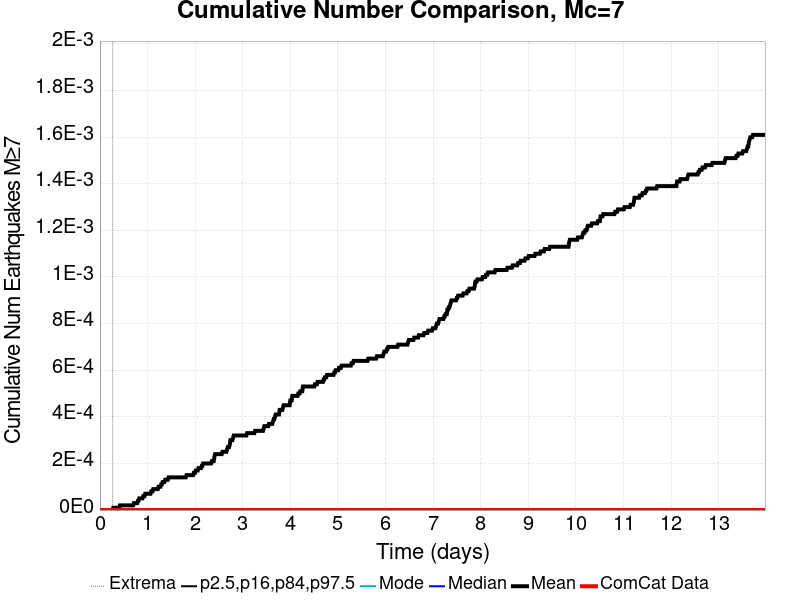 Cumulative Number Comparison, Mc=7
Cumulative Num Earthquakes M≥7
2E-3
1.8E-3
1.6E-3
1.4E-3
1.2E-3
1E-3
8E-4
6E-4
4E-4
2E-4
0E0
0 1 2 3 4 5 6 7 8 9 10 11 12 13
Time (days)
Extrema p2.5,p16,p84,p97.5 Mode Median Mean ComCat Data